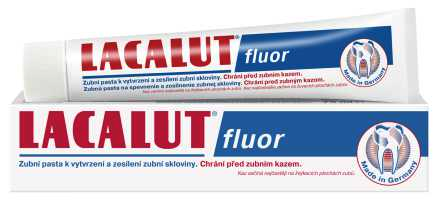 LACALUT® fluor
Zubní pasta k vytvrzení a zesílení zubní skloviny. Chrání před zubním kazem.
Zubná pasta na spevnenie a zosilnenie zubnej skloviny. Chráni pred zubným kazom.
Made in Germany
LACALUT® fluor
Zubní pasta k vytvrzení a zesílení zubní skloviny. Chrání před zubním kazem.
Kaz začíná nejčastěji na žvýkacích plochách zubů.
Made in Germany